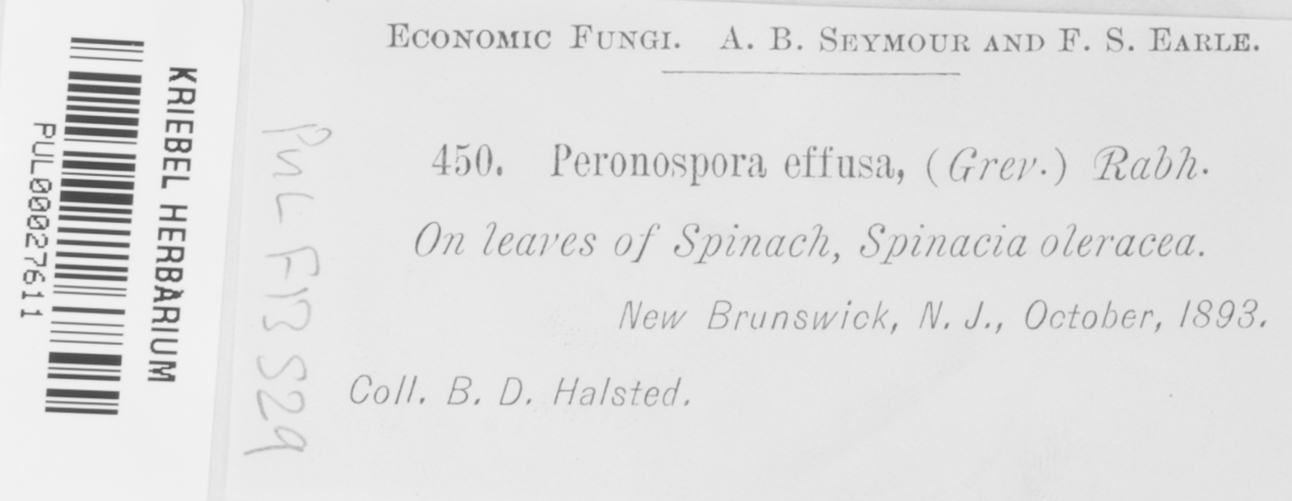 KRIEBEL HERBARIUM
PUL00027611
PUL F13 S29
ECONOMIC FUNGI. A. B. SEYMOUR AND F. S. EARLE.
450. Peronospora effusa, (Grev.) Rabh.
On leaves of Spinach, Spinacia oleracea.
New Brunswick, N. J., October, 1893.
Coll. B. D. Halsted.